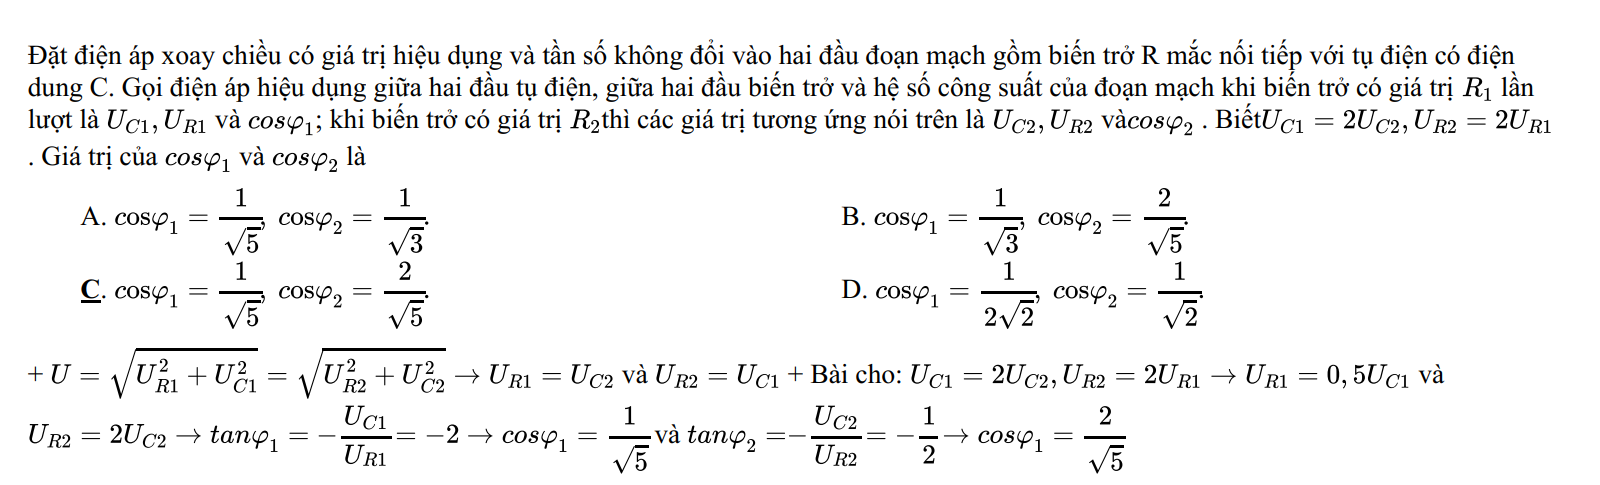 Đặt điện áp xoay chiều có giá trị hiệu dụng và tần số không đổi vào hai đầu đoạn mạch gồm biến trở R mắc nối tiếp với tụ điện có điện
dung C. Gọi điện áp hiệu dụng giữa hai đầu tụ điện, giữa hai đầu biến trở và hệ số công suất của đoạn mạch khi biến trở có giá trị $R_1$ lần
lượt là $U_{C1}, U_{R1}$ và $cos\varphi_1$; khi biến trở có giá trị $R_2$thì các giá trị tương ứng nói trên là $U_{C2}, U_{R2}$ và$cos\varphi_2$ . Biết$U_{C1} = 2U_{C2}, U_{R2} = 2U_{R1}$
. Giá trị của $cos\varphi_1$ và $cos\varphi_2$ là
A. $cos\varphi_1 = \frac{1}{\sqrt{5}}$, $cos\varphi_2 = \frac{1}{\sqrt{3}}$.
B. $cos\varphi_1 = \frac{1}{\sqrt{3}}$, $cos\varphi_2 = \frac{2}{\sqrt{5}}$.
C. $cos\varphi_1 = \frac{1}{\sqrt{5}}$, $cos\varphi_2 = \frac{2}{\sqrt{5}}$.
D. $cos\varphi_1 = \frac{1}{2\sqrt{2}}$, $cos\varphi_2 = \frac{1}{\sqrt{2}}$.
+ $U = \sqrt{U_{R1}^2 + U_{C1}^2} = \sqrt{U_{R2}^2 + U_{C2}^2} \to U_{R1} = U_{C2}$ và $U_{R2} = U_{C1}$ + Bài cho: $U_{C1} = 2U_{C2}, U_{R2} = 2U_{R1} \to U_{R1} = 0,5U_{C1}$ và
$U_{R2} = 2U_{C2} \to tan\varphi_1 = -\frac{U_{C1}}{U_{R1}} = -2 \to cos\varphi_1 = \frac{1}{\sqrt{5}}$ và $tan\varphi_2 = -\frac{U_{C2}}{U_{R2}} = -\frac{1}{2} \to cos\varphi_1 = \frac{2}{\sqrt{5}}$